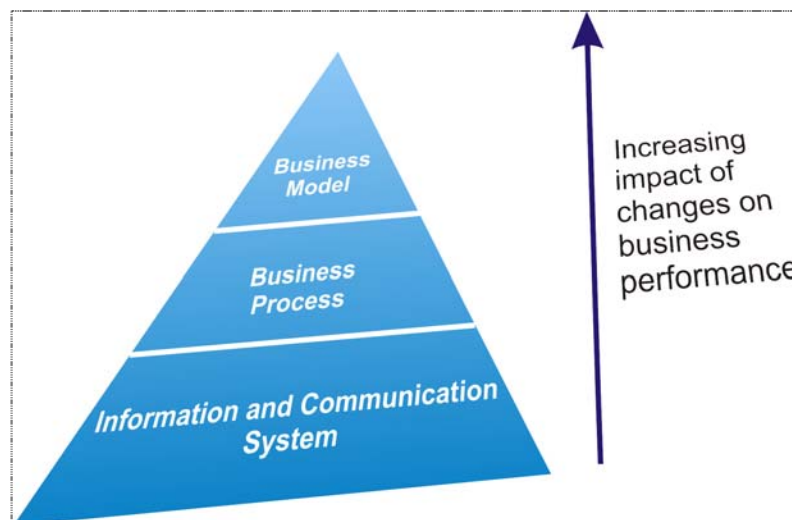 Business
Model
Business
Process
Information and Communication
System
Increasing
impact of
changes on
business
performance